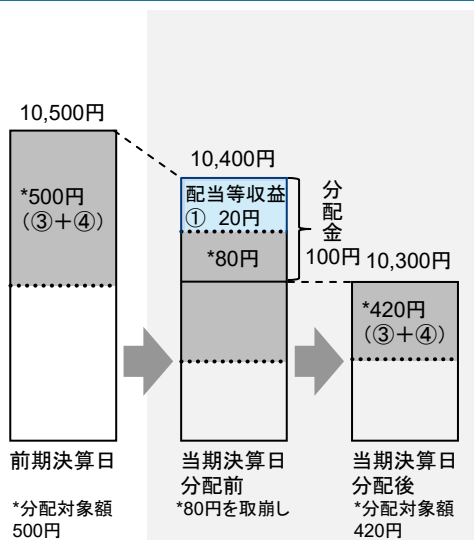 10,500円
*500円
(③+④)
前期決算日
*分配対象額
500円
10,400円
配当等収益
① 20円
*80円
分配金
100円
当期決算日
分配前
*80円を取崩し
10,300円
*420円
(③+④)
当期決算日
分配後
*分配対象額
420円